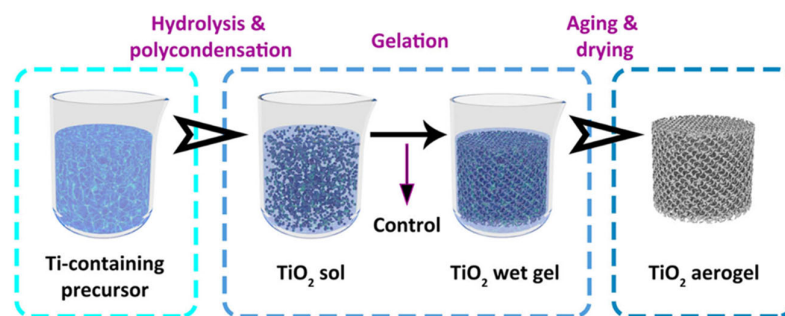 Hydrolysis &
polycondensation
Gelation
Aging &
drying
Control
Ti-containing
precursor
TiO₂ sol
TiO₂ wet gel
TiO₂ aerogel